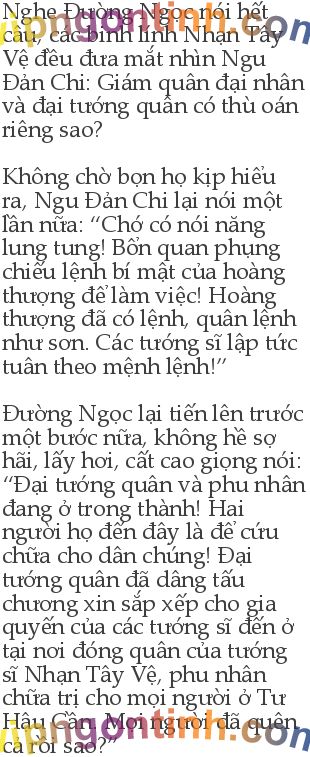 Nghe Đường Ngọc nói hết
câu, các binh lính Nhạn Tây
Vệ đều đưa mắt nhìn Ngu
Đản Chi: Giám quân đại nhân
và đại tướng quân có thù oán
riêng sao?
Không chờ bọn họ kịp hiểu
ra, Ngu Đản Chi lại nói một
lần nữa: “Chớ có nói năng
lung tung! Bổn quan phụng
chiếu lệnh bí mật của hoàng
thượng để làm việc! Hoàng
thượng đã có lệnh, quân lệnh
như sơn. Các tướng sĩ lập tức
tuân theo mệnh lệnh!”
Đường Ngọc lại tiến lên trước
một bước nữa, không hề sợ
hãi, lấy hơi, cất cao giọng nói:
“Đại tướng quân và phu nhân
đang ở trong thành! Hai
người họ đến đây là để cứu
chữa cho dân chúng! Đại
tướng quân đã dâng tấu
chương xin sắp xếp cho gia
quyến của các tướng sĩ đến ở
tại nơi đóng quân của tướng
sĩ Nhạn Tây Vệ, phu nhân
chữa trị cho mọi người ở Tư
Hậu Cần. Mọi người đã quên
cả rồi sao?”
vipngontinh.com
vipngontinh.com